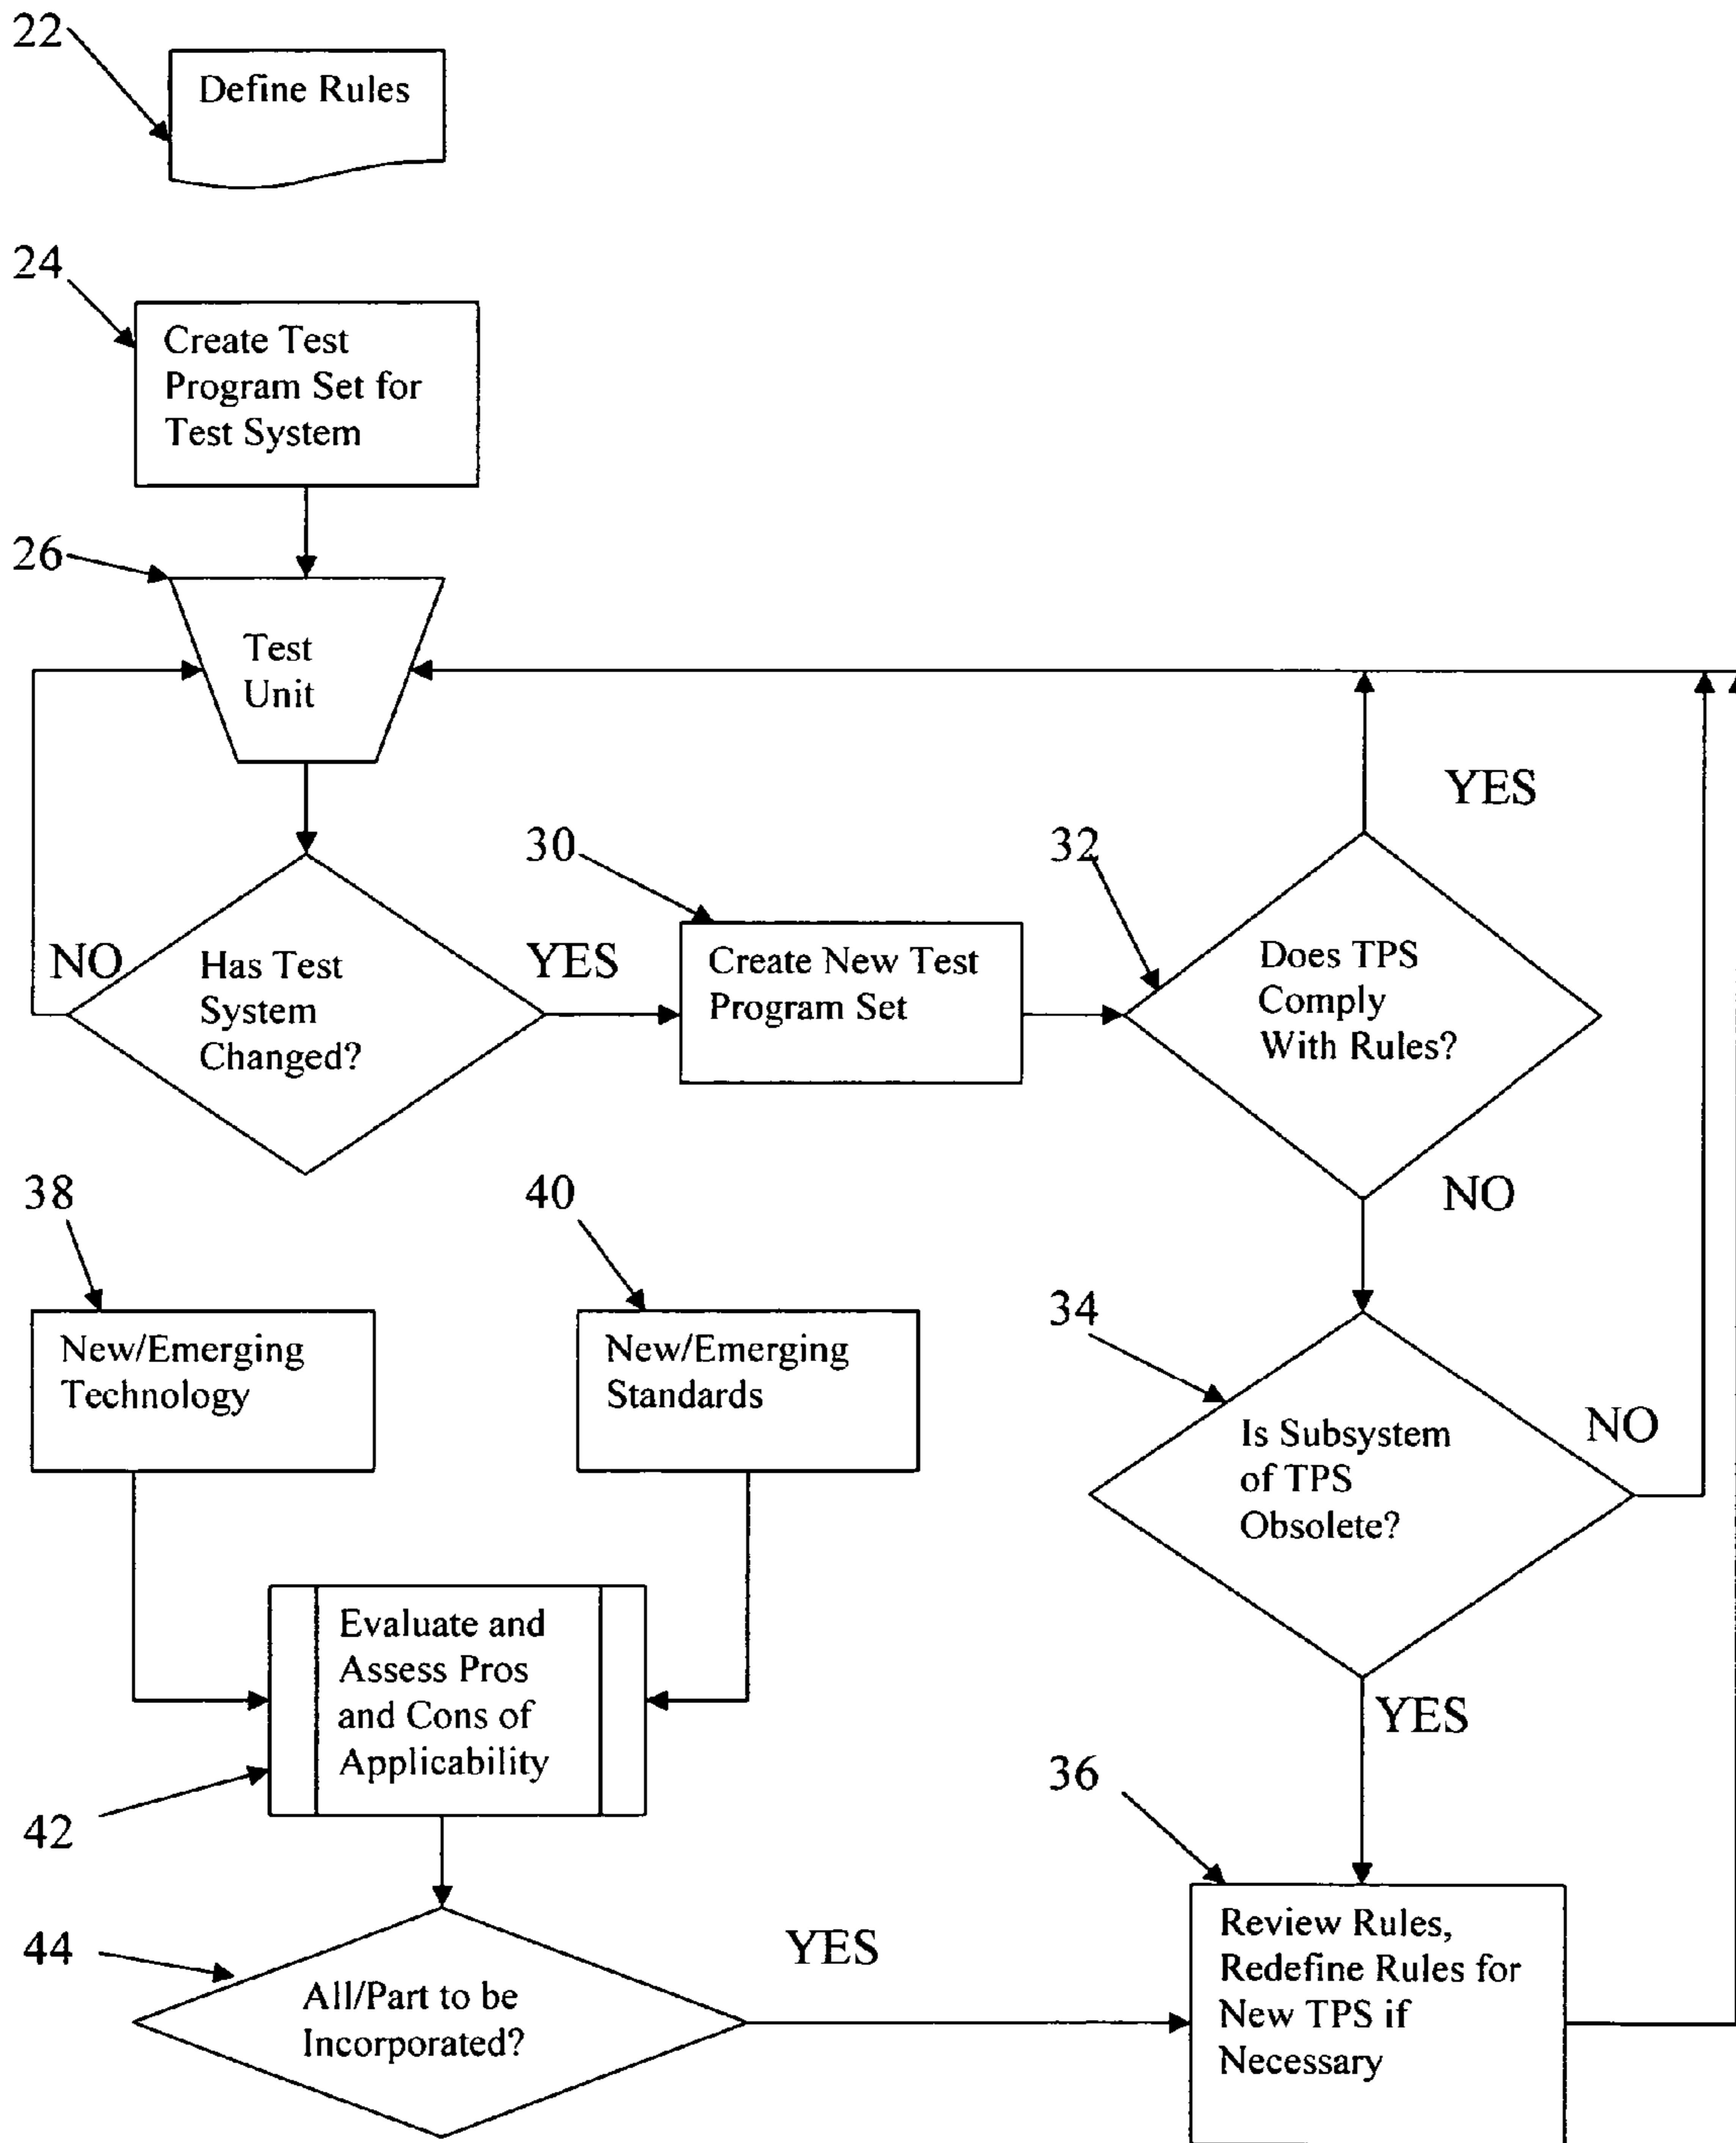 22
Define Rules
24
Create Test
Program Set for
Test System
26
Test
Unit
YES
30
32
NO
Has Test
System
Changed?
YES
Create New Test
Program Set
Does TPS
Comply
With Rules?
38
40
NO
New/Emerging
Technology
New/Emerging
Standards
34
Is Subsystem
of TPS
Obsolete?
NO
Evaluate and
Assess Pros
and Cons of
Applicability
YES
36
42
44
All/Part to be
Incorporated?
YES
Review Rules,
Redefine Rules for
New TPS if
Necessary